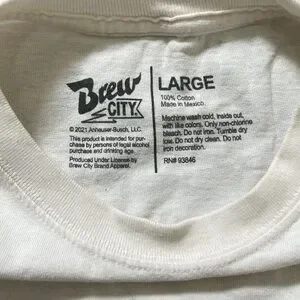 Brew
CITY
© 2021 Anheuser-Busch, LLC.
This product is intended for pur-
chase by persons of legal alcohol
purchase and drinking age.
Produced Under License by
Brew City Brand Apparel.
LARGE
100% Cotton
Made in Mexico.
Machine wash cold, inside out,
with like colors. Only non-chlorine
bleach. Do not iron. Tumble dry
low. Do not dry clean. Do not
iron decoration.
RN# 93846